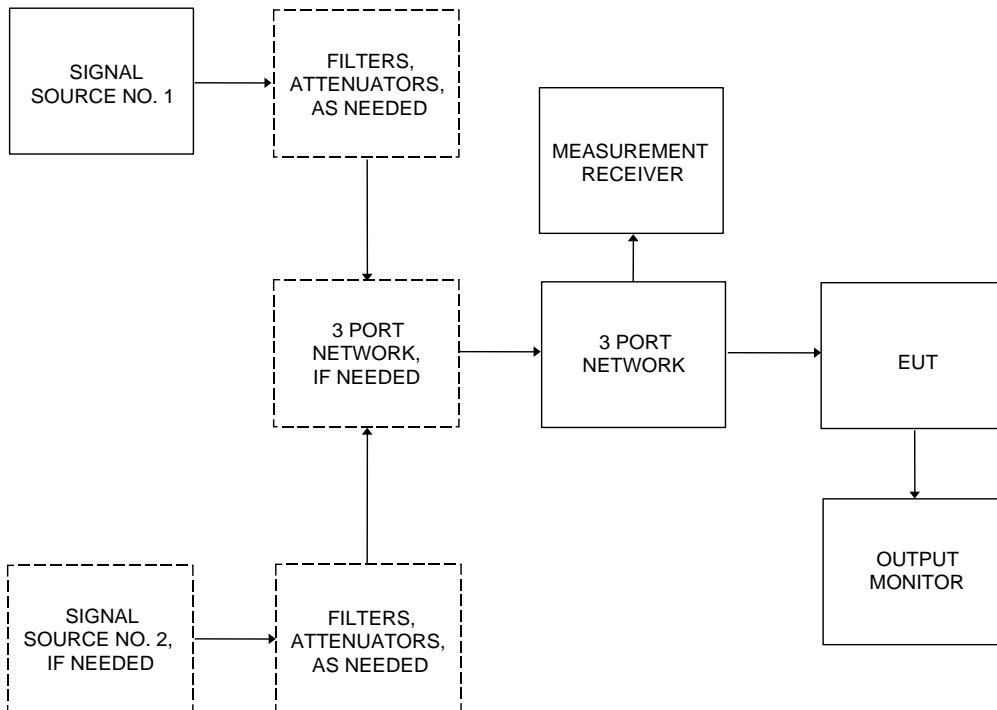 SIGNAL
SOURCE NO. 1
FILTERS,
ATTENUATORS,
AS NEEDED
MEASUREMENT
RECEIVER
3 PORT
NETWORK,
IF NEEDED
3 PORT
NETWORK
EUT
OUTPUT
MONITOR
SIGNAL
SOURCE NO. 2,
IF NEEDED
FILTERS,
ATTENUATORS,
AS NEEDED